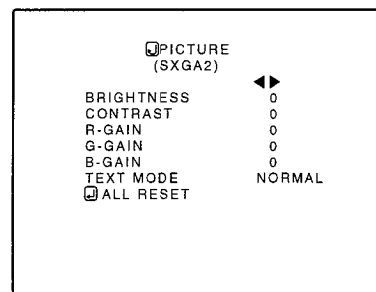 PICTURE
(SXGA2)
◀▶
BRIGHTNESS 0
CONTRAST 0
R-GAIN 0
G-GAIN 0
B-GAIN 0
TEXT MODE NORMAL
ALL RESET